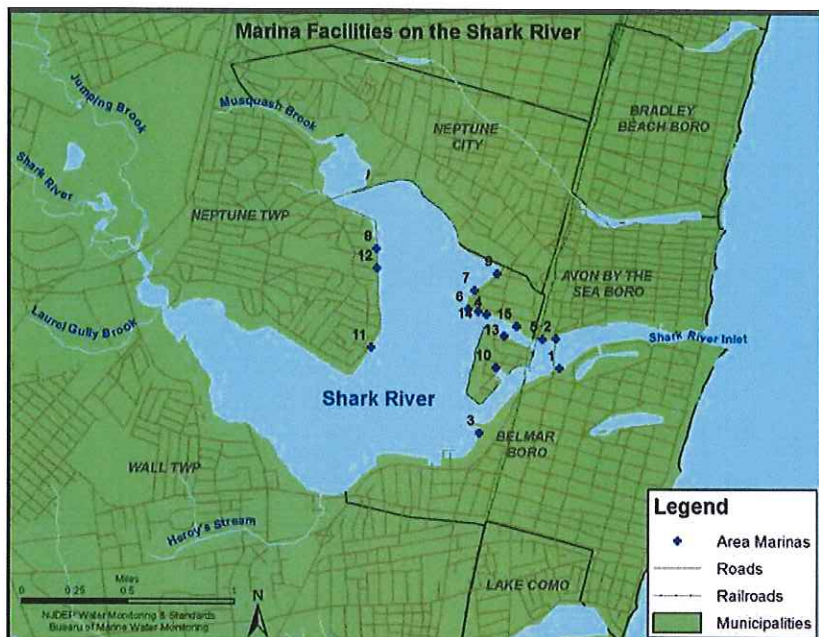 Marina Facilities on the Shark River
Jumping Brook
Musquash Brook
NEPTUNE
CITY
BRADLEY
BEACH BORO
Shark River
NEPTUNE TWP
8
12
9
7
6
4
14
15
13
5
2
AVON BY THE
SEA BORO
Shark River Inlet
Laurel Gully Brook
11
10
1
Shark River
3
BELMAR
BORO
WALL TWP
Heroy's Stream
LAKE COMO
Legend
Area Marinas
Roads
Railroads
Municipalities
Miles
0 0.25 0.5 1
N
NJDEP Water Monitoring & Standards
Bureau of Marine Water Monitoring